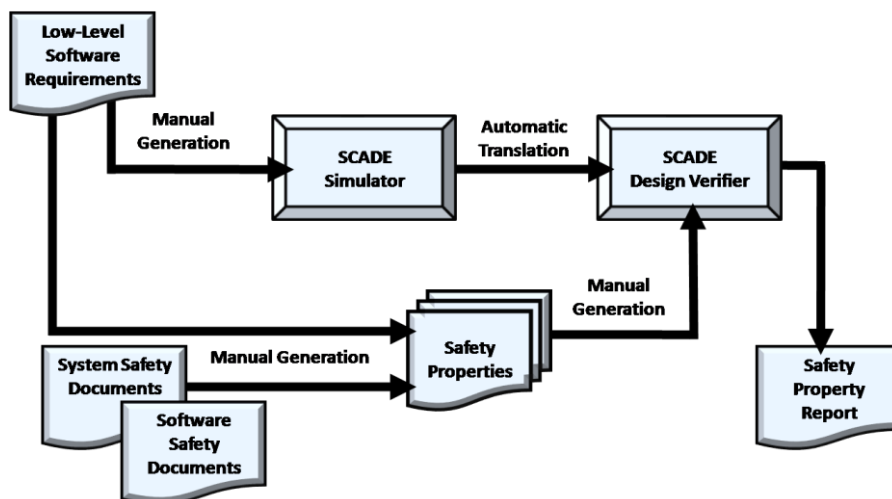 Low-Level
Software
Requirements
Manual
Generation
SCADE
Simulator
Automatic
Translation
SCADE
Design Verifier
Manual
Generation
Safety
Properties
Manual Generation
System Safety
Documents
Software
Safety
Documents
Safety
Property
Report